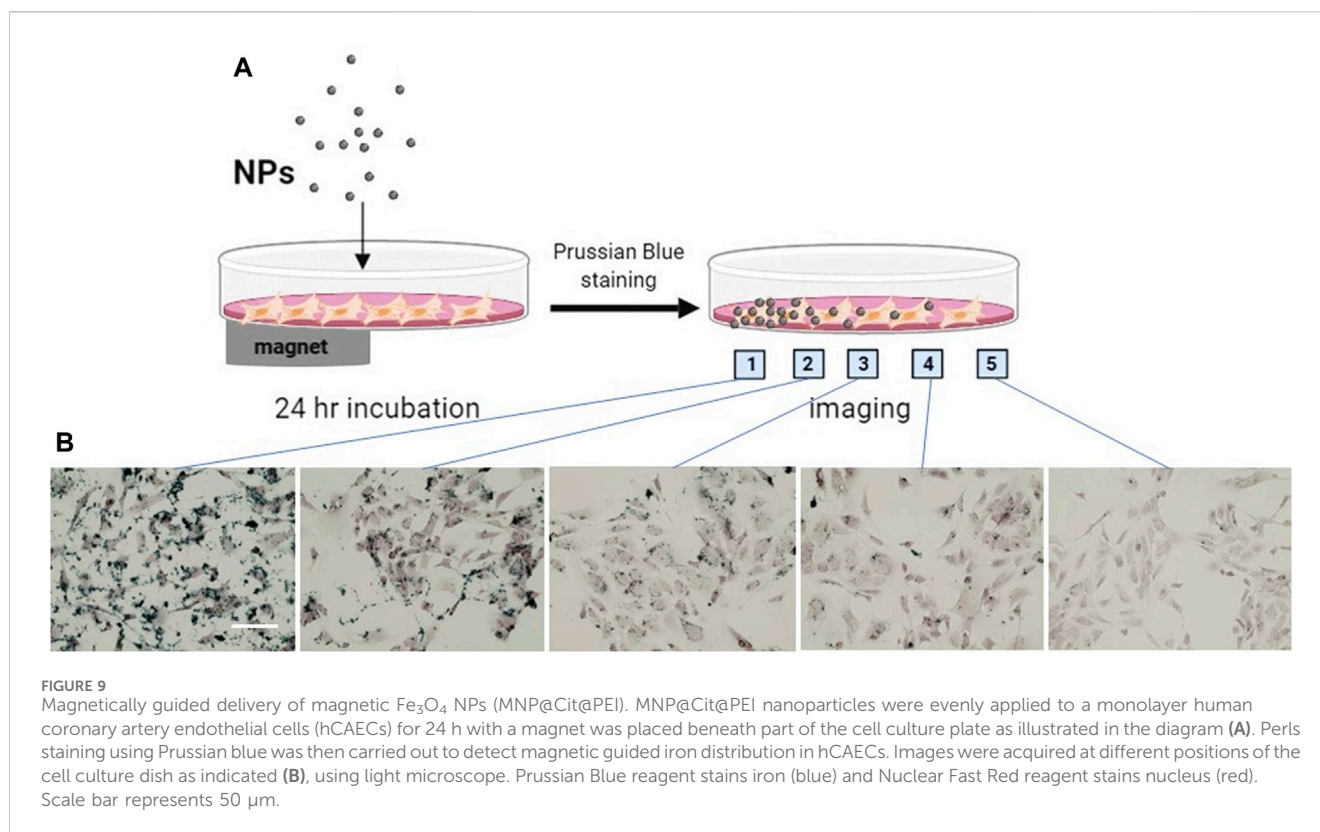 A
NPs
magnet
24 hr incubation
Prussian Blue
staining
1 2 3 4 5
imaging
B
FIGURE 9
Magnetically guided delivery of magnetic Fe₃O₄ NPs (MNP@Cit@PEI). MNP@Cit@PEI nanoparticles were evenly applied to a monolayer human
coronary artery endothelial cells (hCAECs) for 24 h with a magnet was placed beneath part of the cell culture plate as illustrated in the diagram (A). Perls
staining using Prussian blue was then carried out to detect magnetic guided iron distribution in hCAECs. Images were acquired at different positions of the
cell culture dish as indicated (B), using light microscope. Prussian Blue reagent stains iron (blue) and Nuclear Fast Red reagent stains nucleus (red).
Scale bar represents 50 μm.